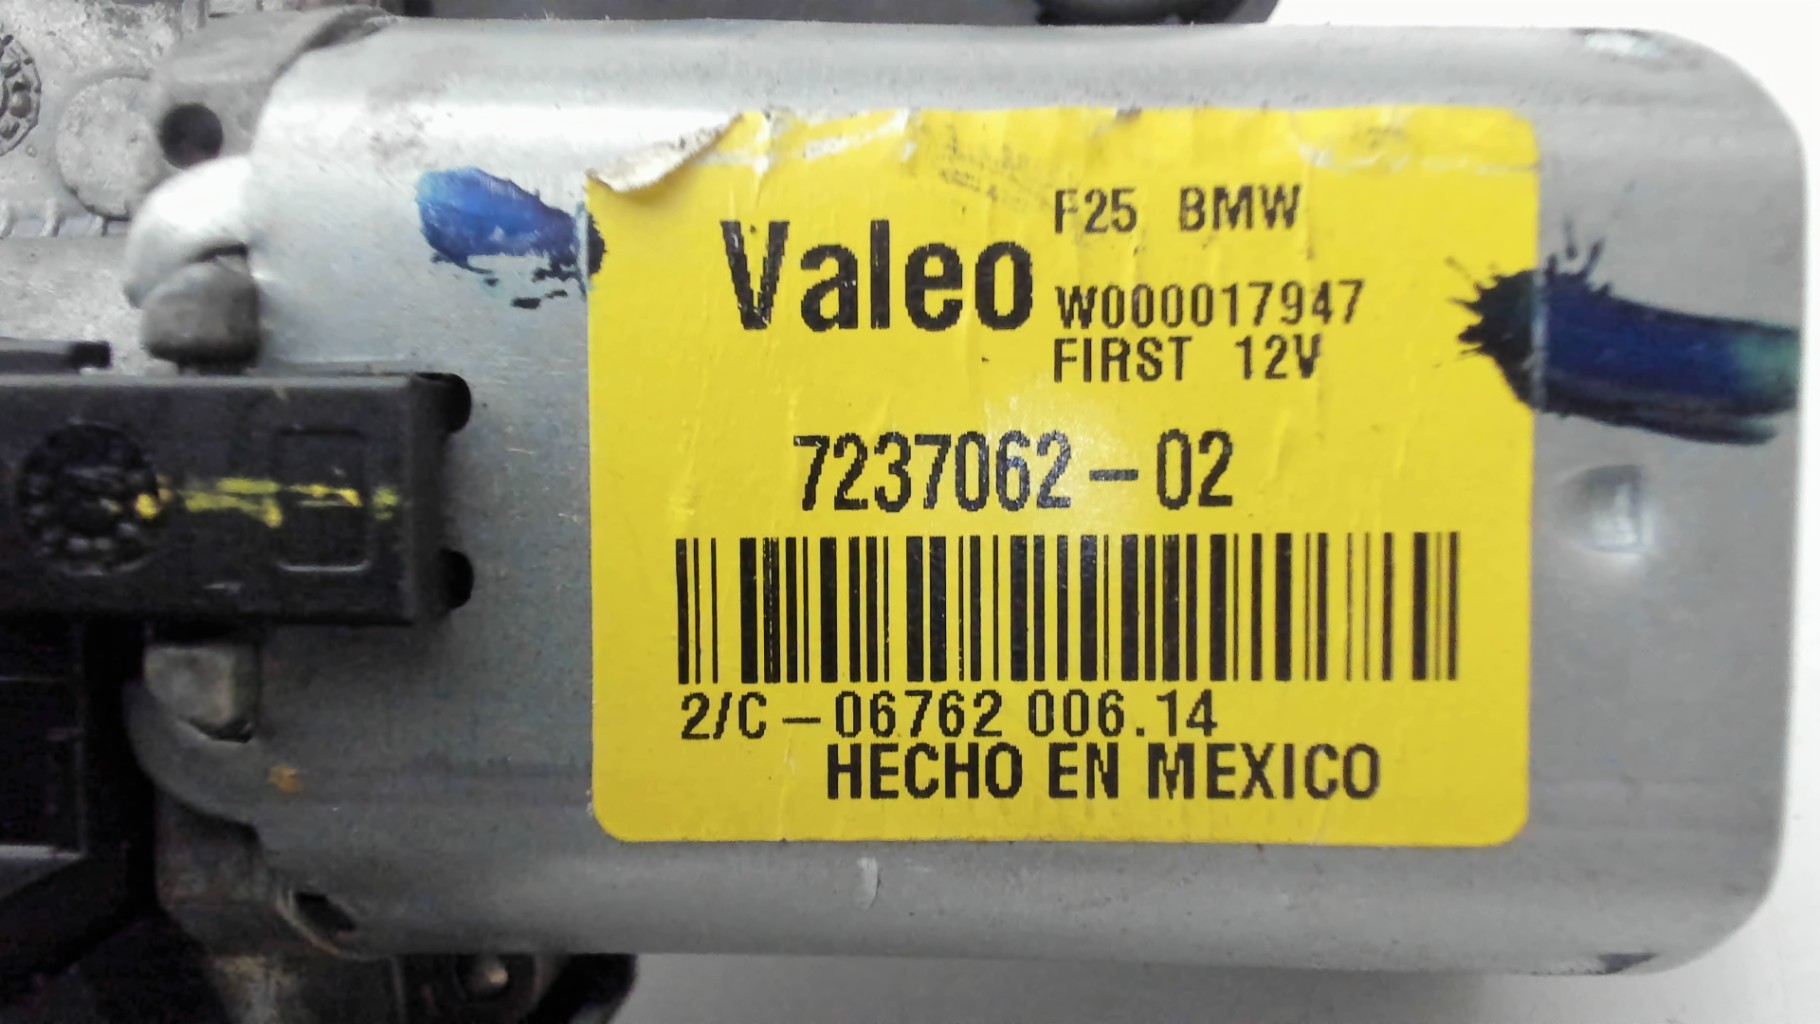 F25 BMW
Valeo
W000017947
FIRST 12V
7237062-02
2/C-06762 006.14
HECHO EN MEXICO